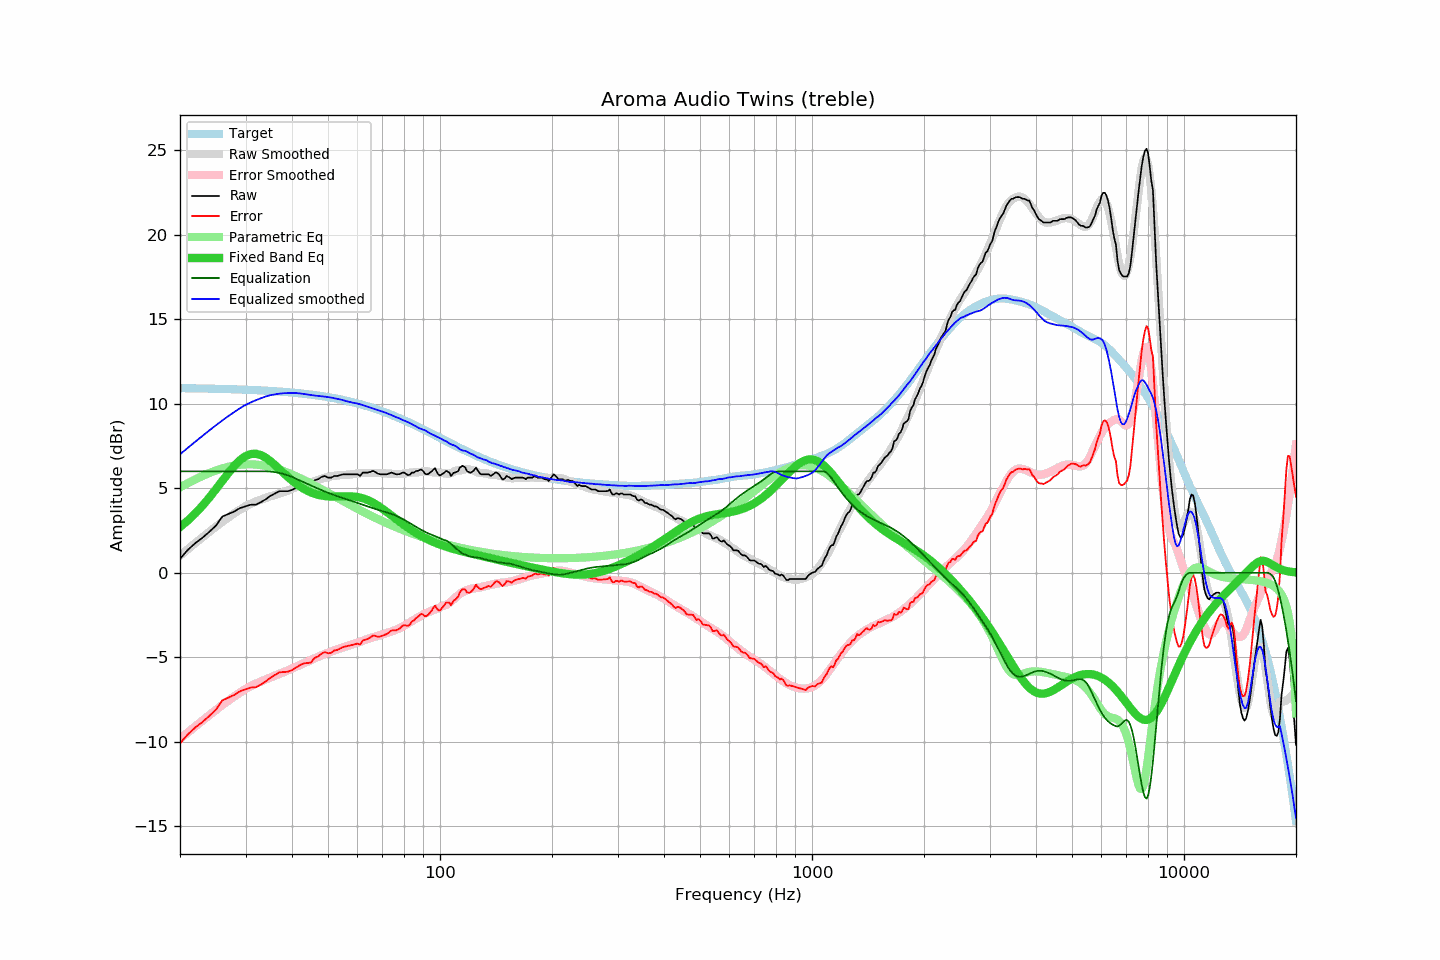 Aroma Audio Twins (treble)
Target
Raw Smoothed
Error Smoothed
Raw
Error
Parametric Eq
Fixed Band Eq
Equalization
Equalized smoothed
25
20
15
10
5
0
−5
−10
−15
Amplitude (dBr)
100
1000
10000
Frequency (Hz)